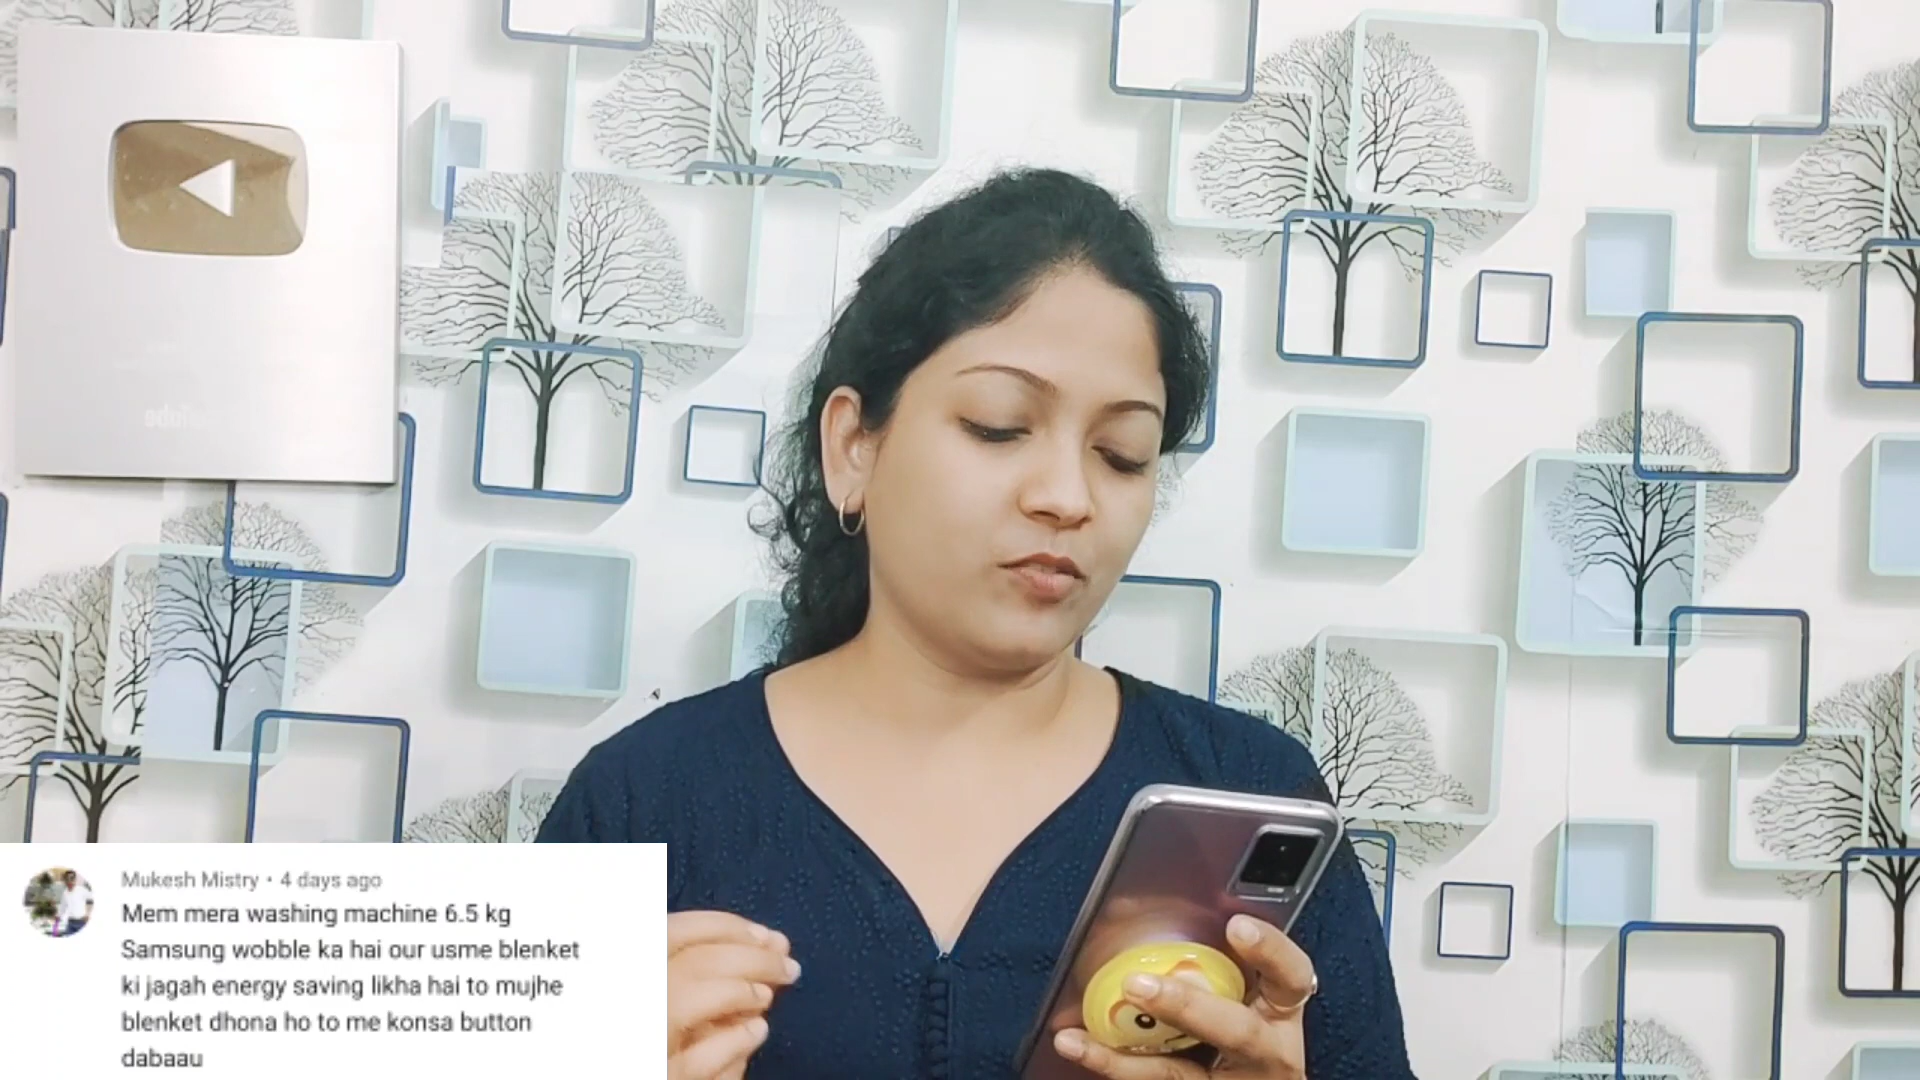 Mukesh Mistry • 4 days ago
Mem mera washing machine 6.5 kg
Samsung wobble ka hai our usme blenket
ki jagah energy saving likha hai to mujhe
blenket dhona ho to me konsa button
dabaau